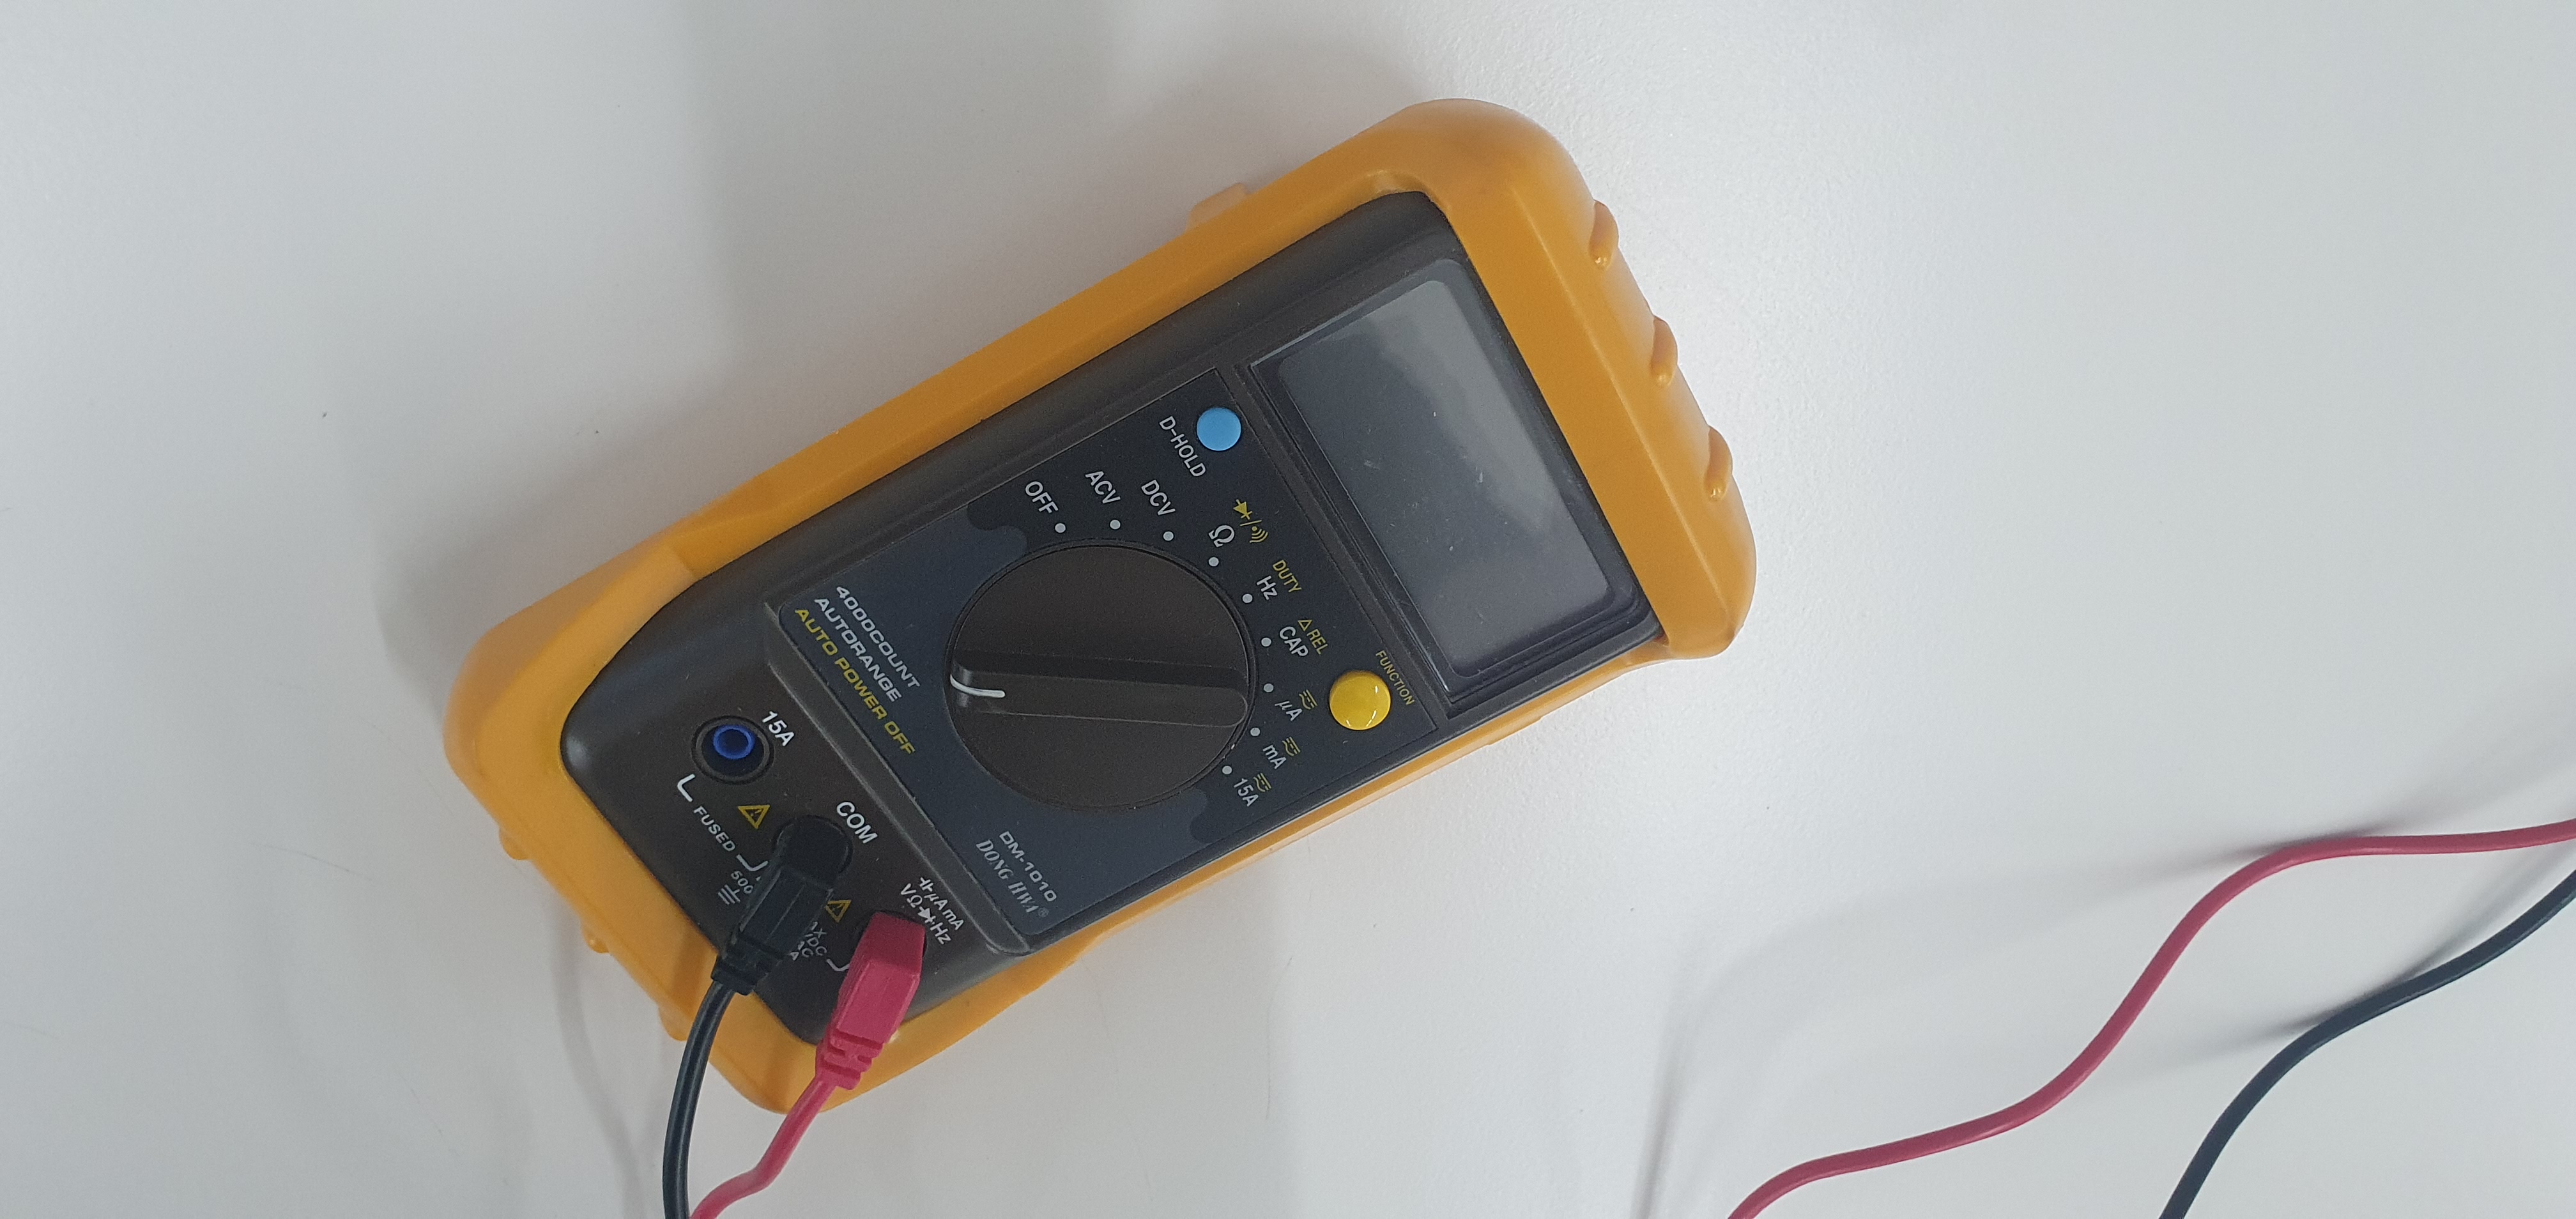 FUNCTION
D-HOLD
OFF
ACV
DCV
Ω
DUTY
Hz
△ REL
CAP
μA
mA
15A
DM-1010
DONG HWA®
4000COUNT
AUTORANGE
AUTO POWER OFF
μA mA
VΩ Hz
COM
15A
FUSED